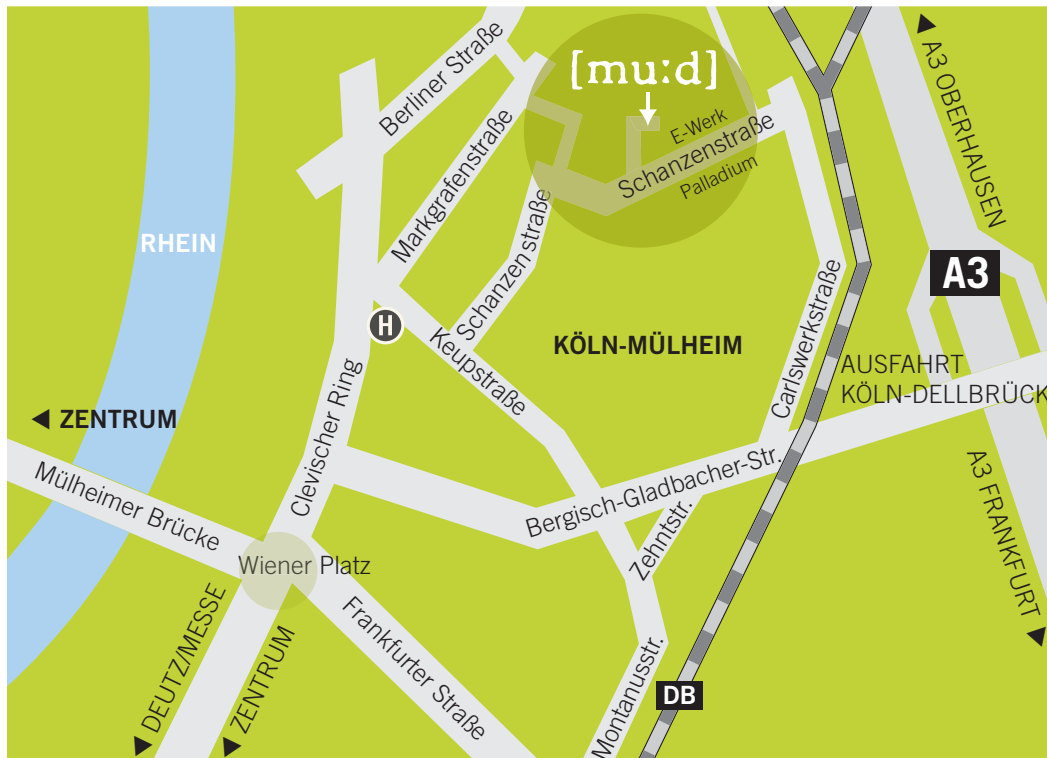 [mu:d]
Berliner Straße
Markgrafenstraße
E-Werk
Schanzenstraße
Palladium
A3 OBERHAUSEN
RHEIN
Schanzen straße
A3
H
Keupstraße
KÖLN-MÜLHEIM
Carlswerkstraße
AUSFAHRT
KÖLN-DELLBRÜCK
ZENTRUM
Clevischer Ring
Mülheimer Brücke
Bergisch-Gladbacher-Str.
A3 FRANKFURT
Zehntstr.
Wiener Platz
DEUTZ/MESSE
ZENTRUM
Frankfurter Straße
Montanusstr.
DB